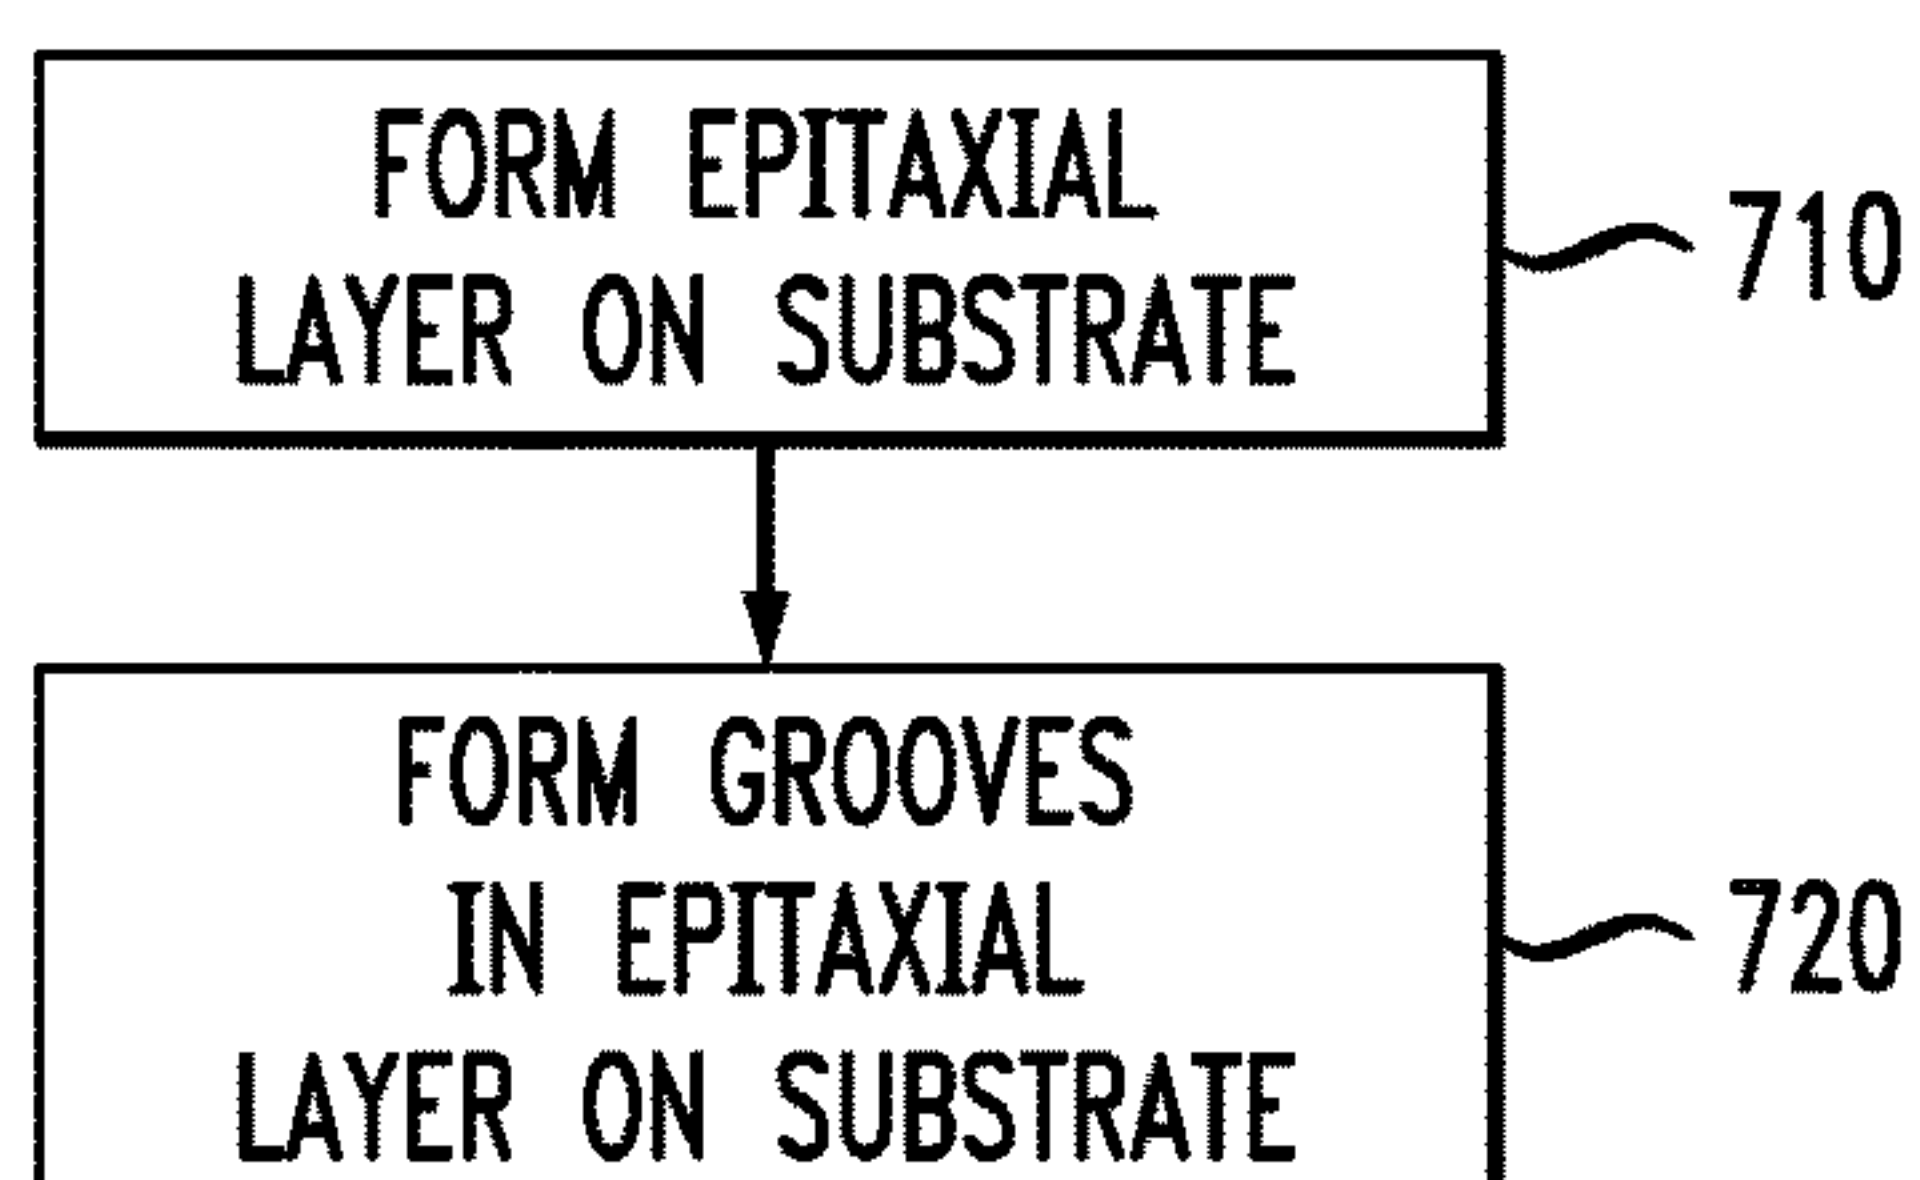 FORM EPITAXIAL
LAYER ON SUBSTRATE
710
FORM GROOVES
IN EPITAXIAL
LAYER ON SUBSTRATE
720